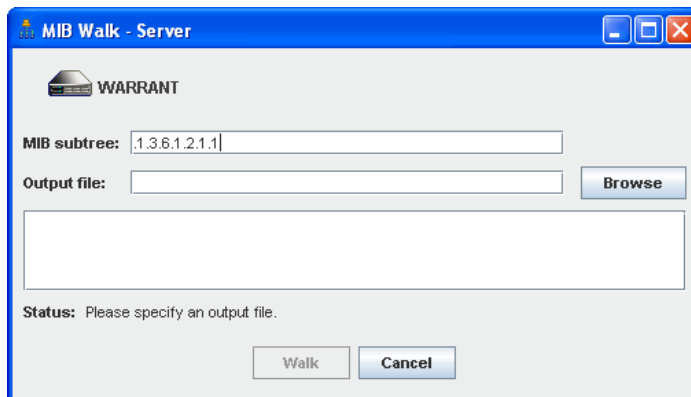 MIB Walk - Server
WARRANT
MIB subtree: .1.3.6.1.2.1.1
Output file:
Browse
Status: Please specify an output file.
Walk Cancel